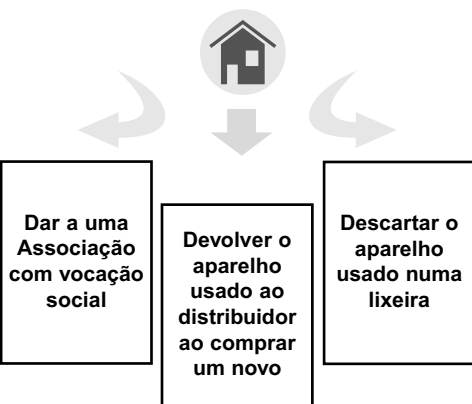 Dar a uma
Associação
com vocação
social
Devolver o
aparelho
usado ao
distribuidor
ao comprar
um novo
Descartar o
aparelho
usado numa
lixeira